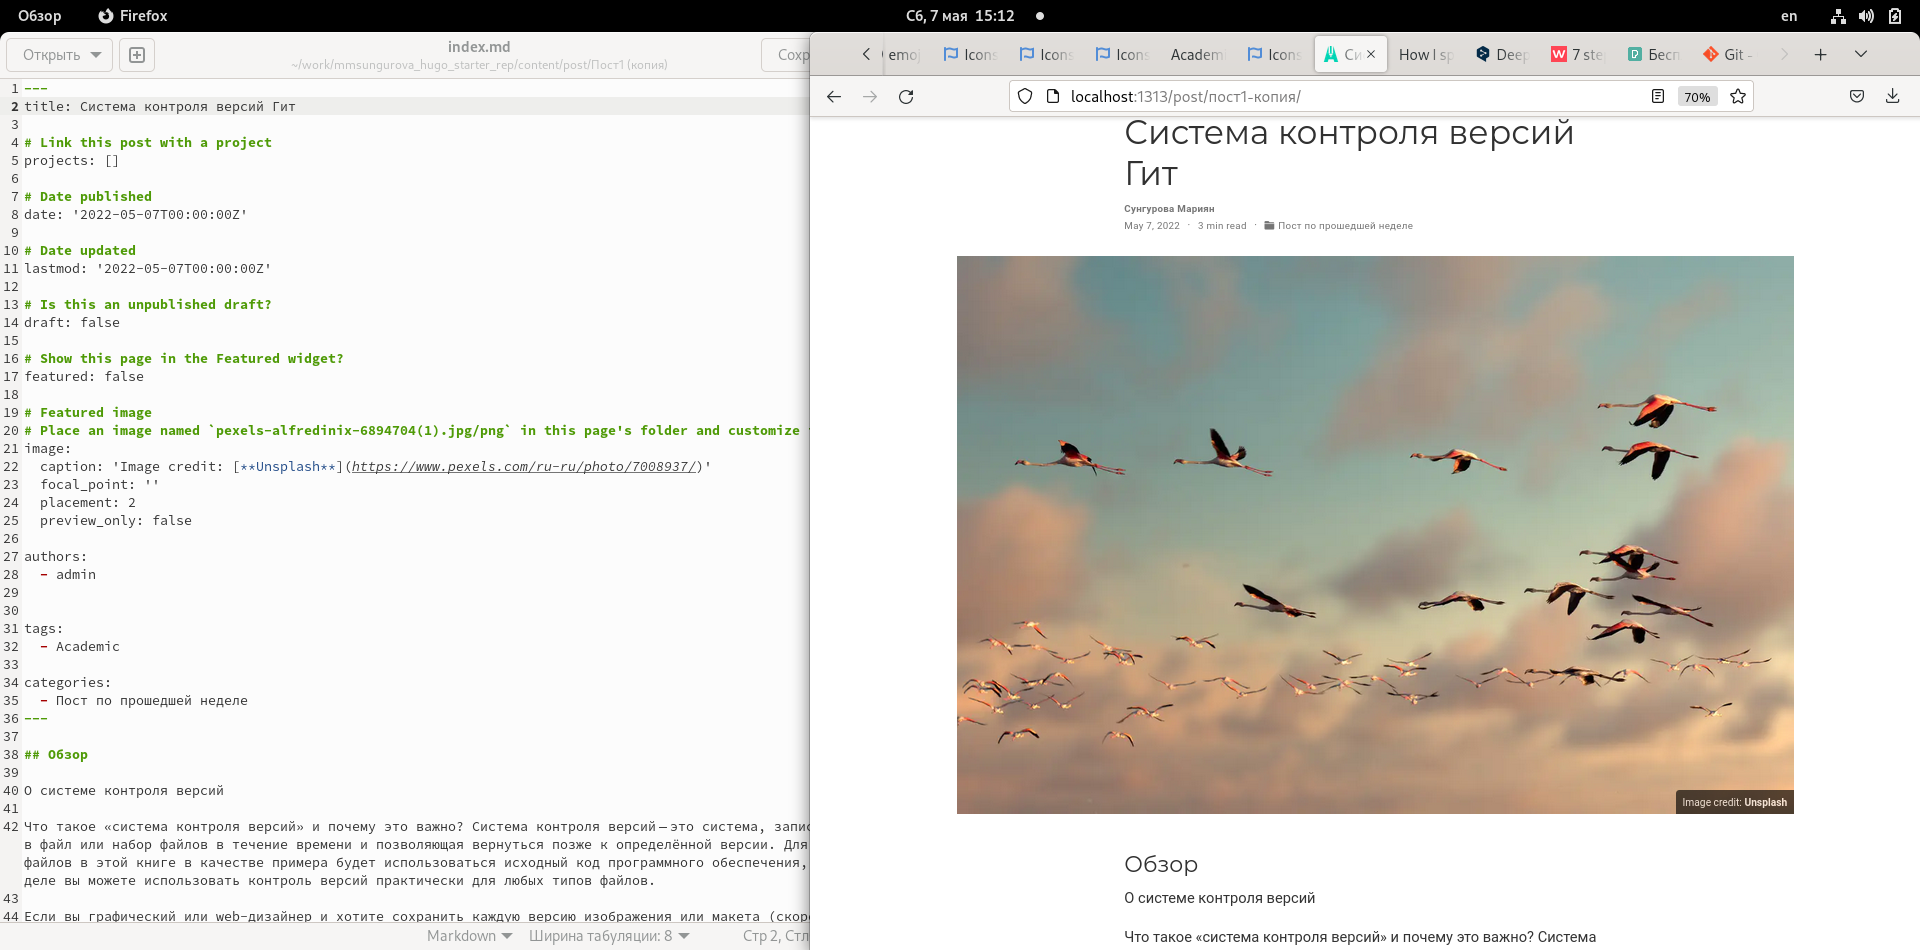 Обзор Firefox Сб, 7 мая 15:12 en
Открыть index.md Сохр
~/work/mmsungurova_hugo_starter_rep/content/post/Пост1 (копия)
1 ---
2 title: Система контроля версий Гит
3
4 # Link this post with a project
5 projects: []
6
7 # Date published
8 date: '2022-05-07T00:00:00Z'
9
10 # Date updated
11 lastmod: '2022-05-07T00:00:00Z'
12
13 # Is this an unpublished draft?
14 draft: false
15
16 # Show this page in the Featured widget?
17 featured: false
18
19 # Featured image
20 # Place an image named `pexels-alfredinix-6894704(1).jpg/png` in this page's folder and customize
21 image:
22 caption: 'Image credit: [**Unsplash**](https://www.pexels.com/ru-ru/photo/7008937/)'
23 focal_point: ''
24 placement: 2
25 preview_only: false
26
27 authors:
28 - admin
29
30
31 tags:
32 - Academic
33
34 categories:
35 - Пост по прошедшей неделе
36 ---
37
38 ## Обзор
39
40 О системе контроля версий
41
42 Что такое «система контроля версий» и почему это важно? Система контроля версий — это система, запис
в файл или набор файлов в течение времени и позволяющая вернуться позже к определённой версии. Для
файлов в этой книге в качестве примера будет использоваться исходный код программного обеспечения,
деле вы можете использовать контроль версий практически для любых типов файлов.
43
44 Если вы графический или web-дизайнер и хотите сохранить каждую версию изображения или макета (скор
Markdown Ширина табуляции: 8 Стр 2, Стл
emoj Icons Icons Icons Academi Icons Си How I sp Deep 7 ste Бесп Git -
localhost:1313/post/пост1-копия/ 70%
Система контроля версий
Гит
Сунгурова Мариян
May 7, 2022 · 3 min read · Пост по прошедшей неделе
Image credit: Unsplash
Обзор
О системе контроля версий
Что такое «система контроля версий» и почему это важно? Система